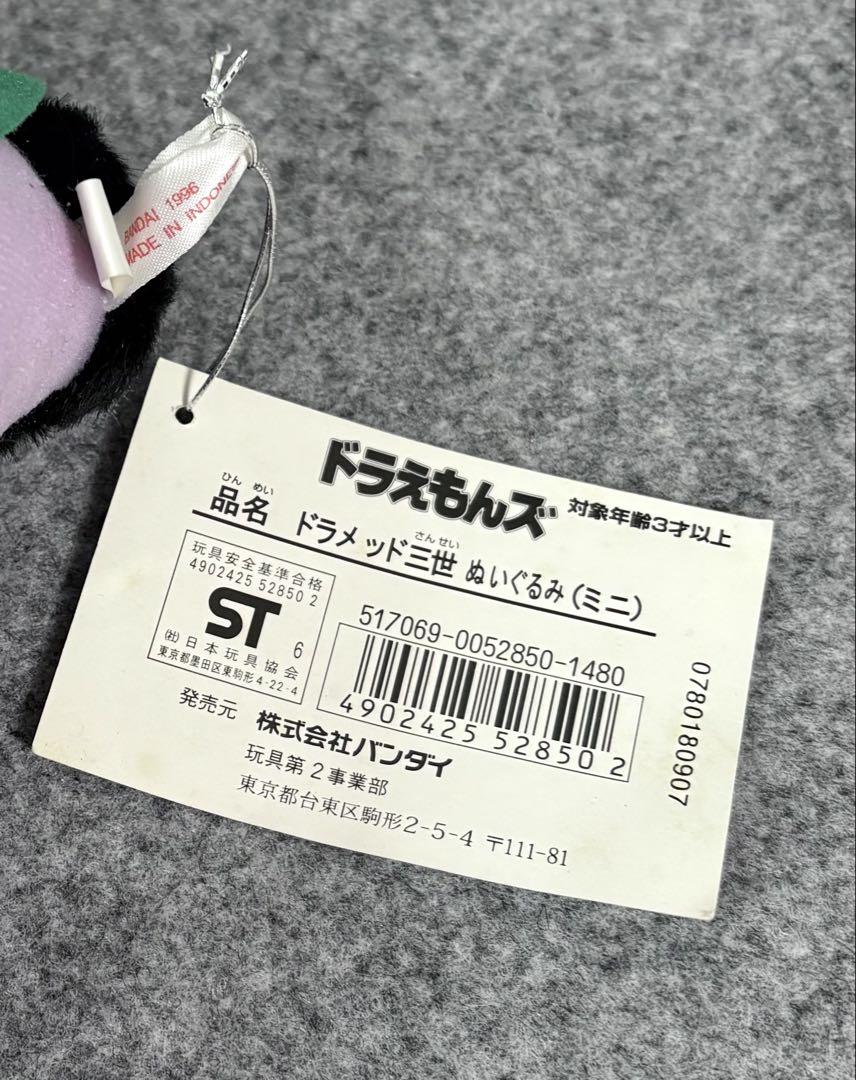 BANDAI 1996
MADE IN INDONE
ドラえもんズ 対象年齢3才以上
ひん めい さんせい
品名 ドラメッド三世 ぬいぐるみ(ミニ)
玩具安全基準合格
4902425 52850 2
ST 6
(社)日本玩具協会
東京都墨田区東駒形4-22-4
517069-0052850-1480
4902425 528502
0780180907
発売元 株式会社バンダイ
玩具第2事業部
東京都台東区駒形2-5-4 〒111-81